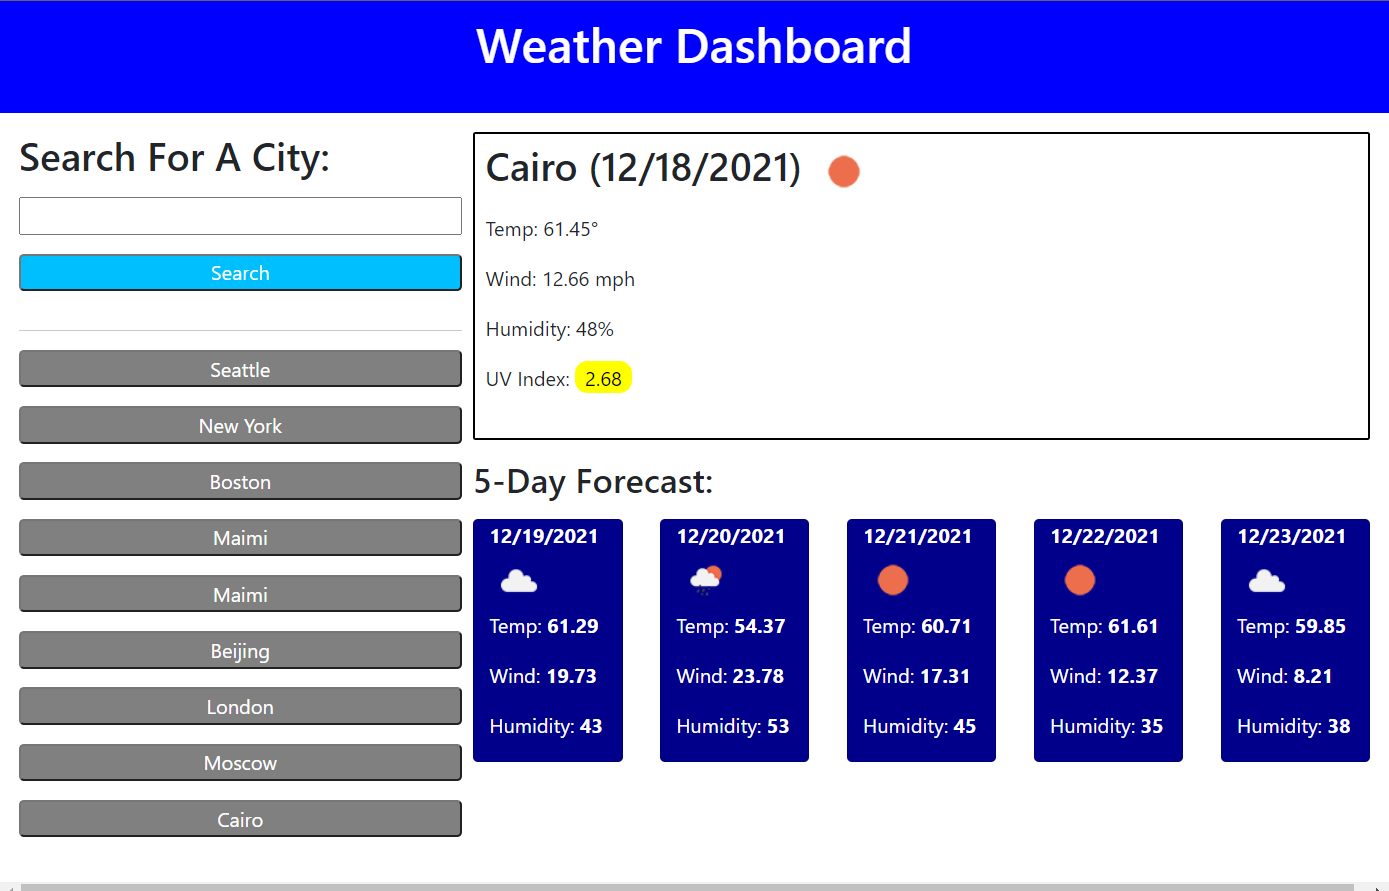 Weather Dashboard
Search For A City:
Search
Seattle
New York
Boston
Maimi
Maimi
Beijing
London
Moscow
Cairo
Cairo (12/18/2021)
Temp: 61.45°
Wind: 12.66 mph
Humidity: 48%
UV Index: 2.68
5-Day Forecast:
12/19/2021
Temp: 61.29
Wind: 19.73
Humidity: 43
12/20/2021
Temp: 54.37
Wind: 23.78
Humidity: 53
12/21/2021
Temp: 60.71
Wind: 17.31
Humidity: 45
12/22/2021
Temp: 61.61
Wind: 12.37
Humidity: 35
12/23/2021
Temp: 59.85
Wind: 8.21
Humidity: 38